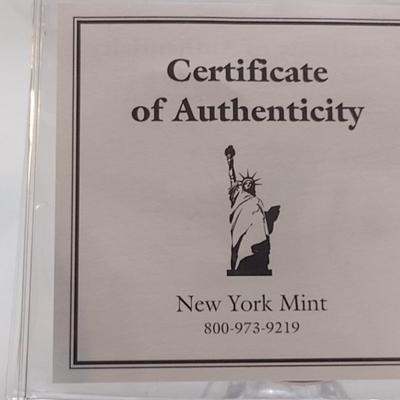 Certificate
of Authenticity
New York Mint
800-973-9219